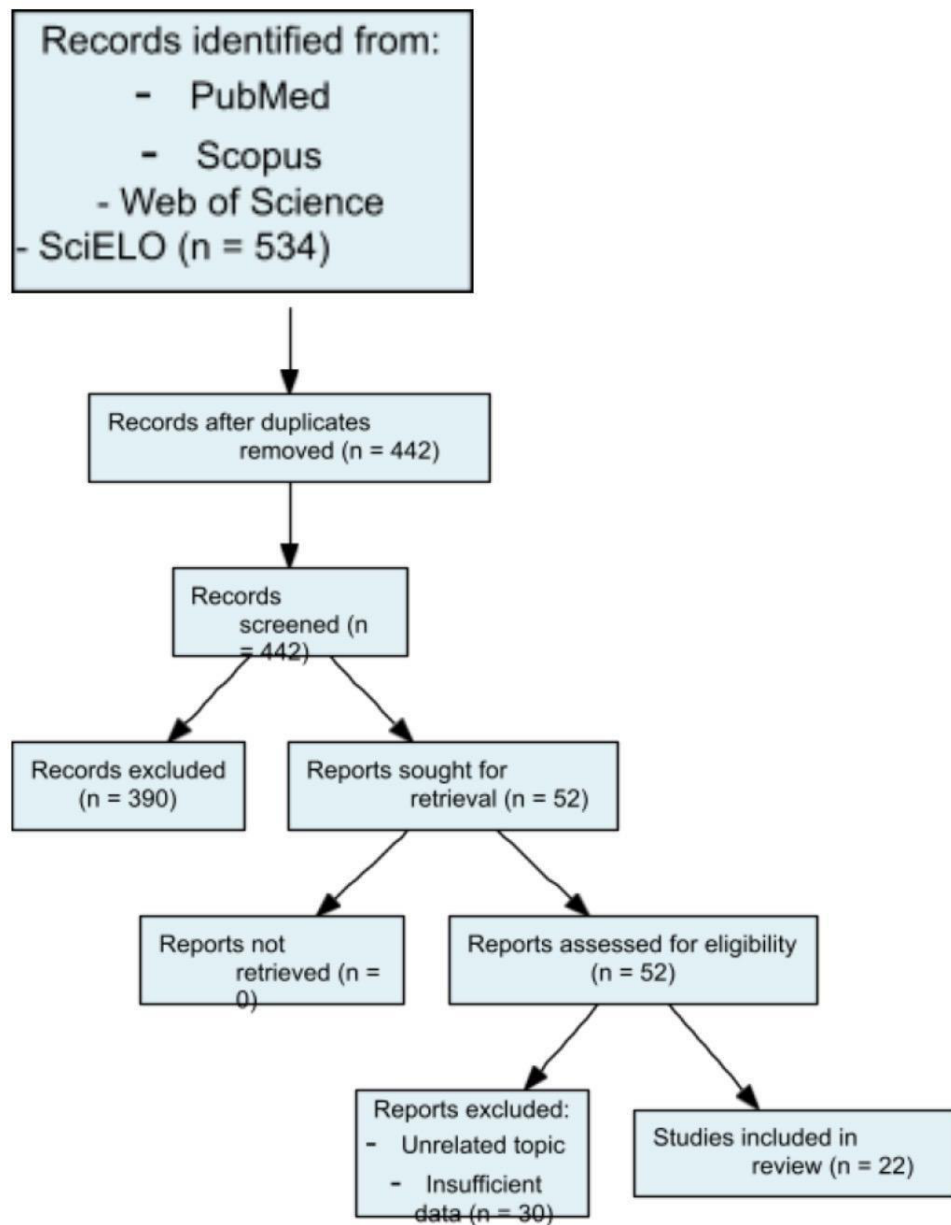 Records identified from:
- PubMed
- Scopus
- Web of Science
- SciELO (n = 534)
Records after duplicates
removed (n = 442)
Records
screened (n
= 442)
Records excluded
(n = 390)
Reports sought for
retrieval (n = 52)
Reports not
retrieved (n =
0)
Reports assessed for eligibility
(n = 52)
Reports excluded:
- Unrelated topic
- Insufficient
data (n = 30)
Studies included in
review (n = 22)